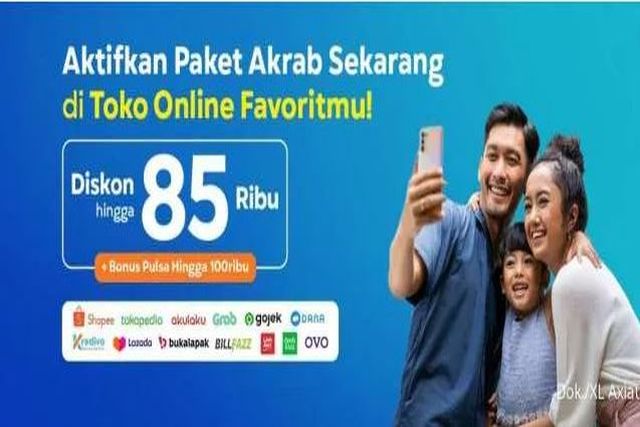 Aktifkan Paket Akrab Sekarang
di Toko Online Favoritmu!
Diskon hingga 85 Ribu
+ Bonus Pulsa Hingga 100ribu
Shopee tokopedia akulaku Grab gojek DANA
Kredivo Lazada bukalapak BILLFAZZ OVO
Dok./XL Axiat